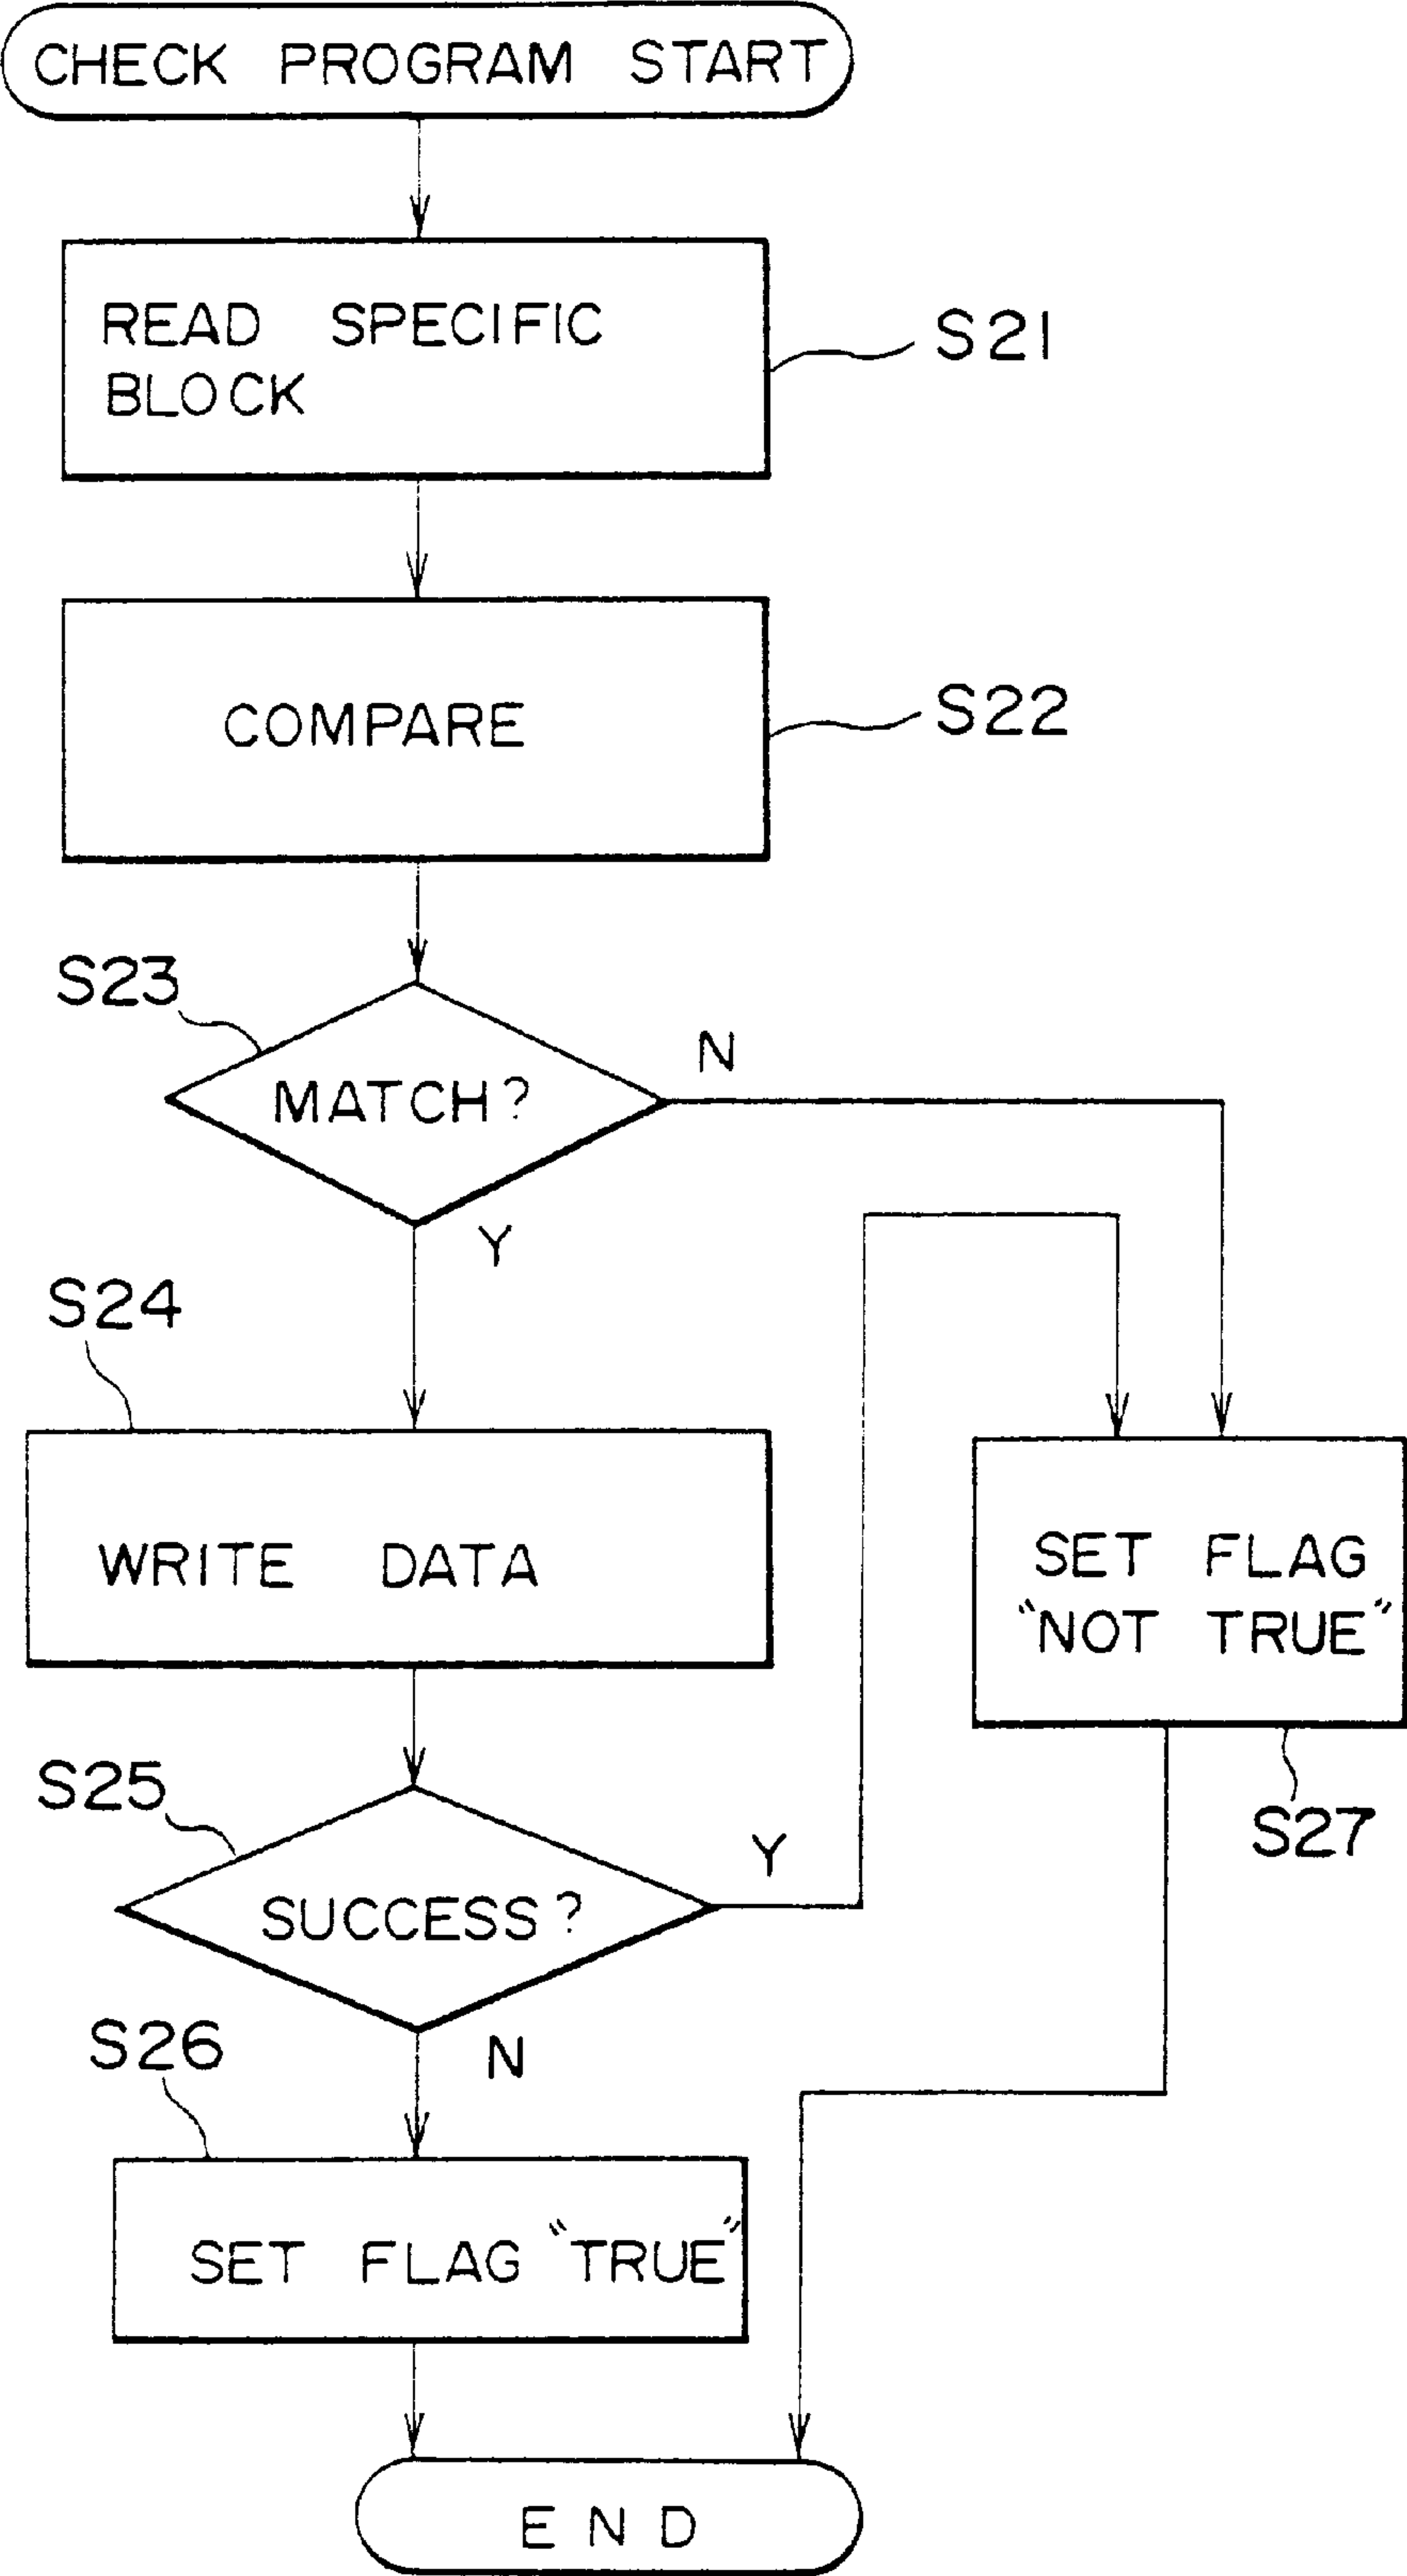 CHECK PROGRAM START
READ SPECIFIC
BLOCK
S21
COMPARE
S22
S23
MATCH?
N
Y
S24
WRITE DATA
SET FLAG
"NOT TRUE"
S27
S25
SUCCESS?
Y
N
S26
SET FLAG "TRUE"
END